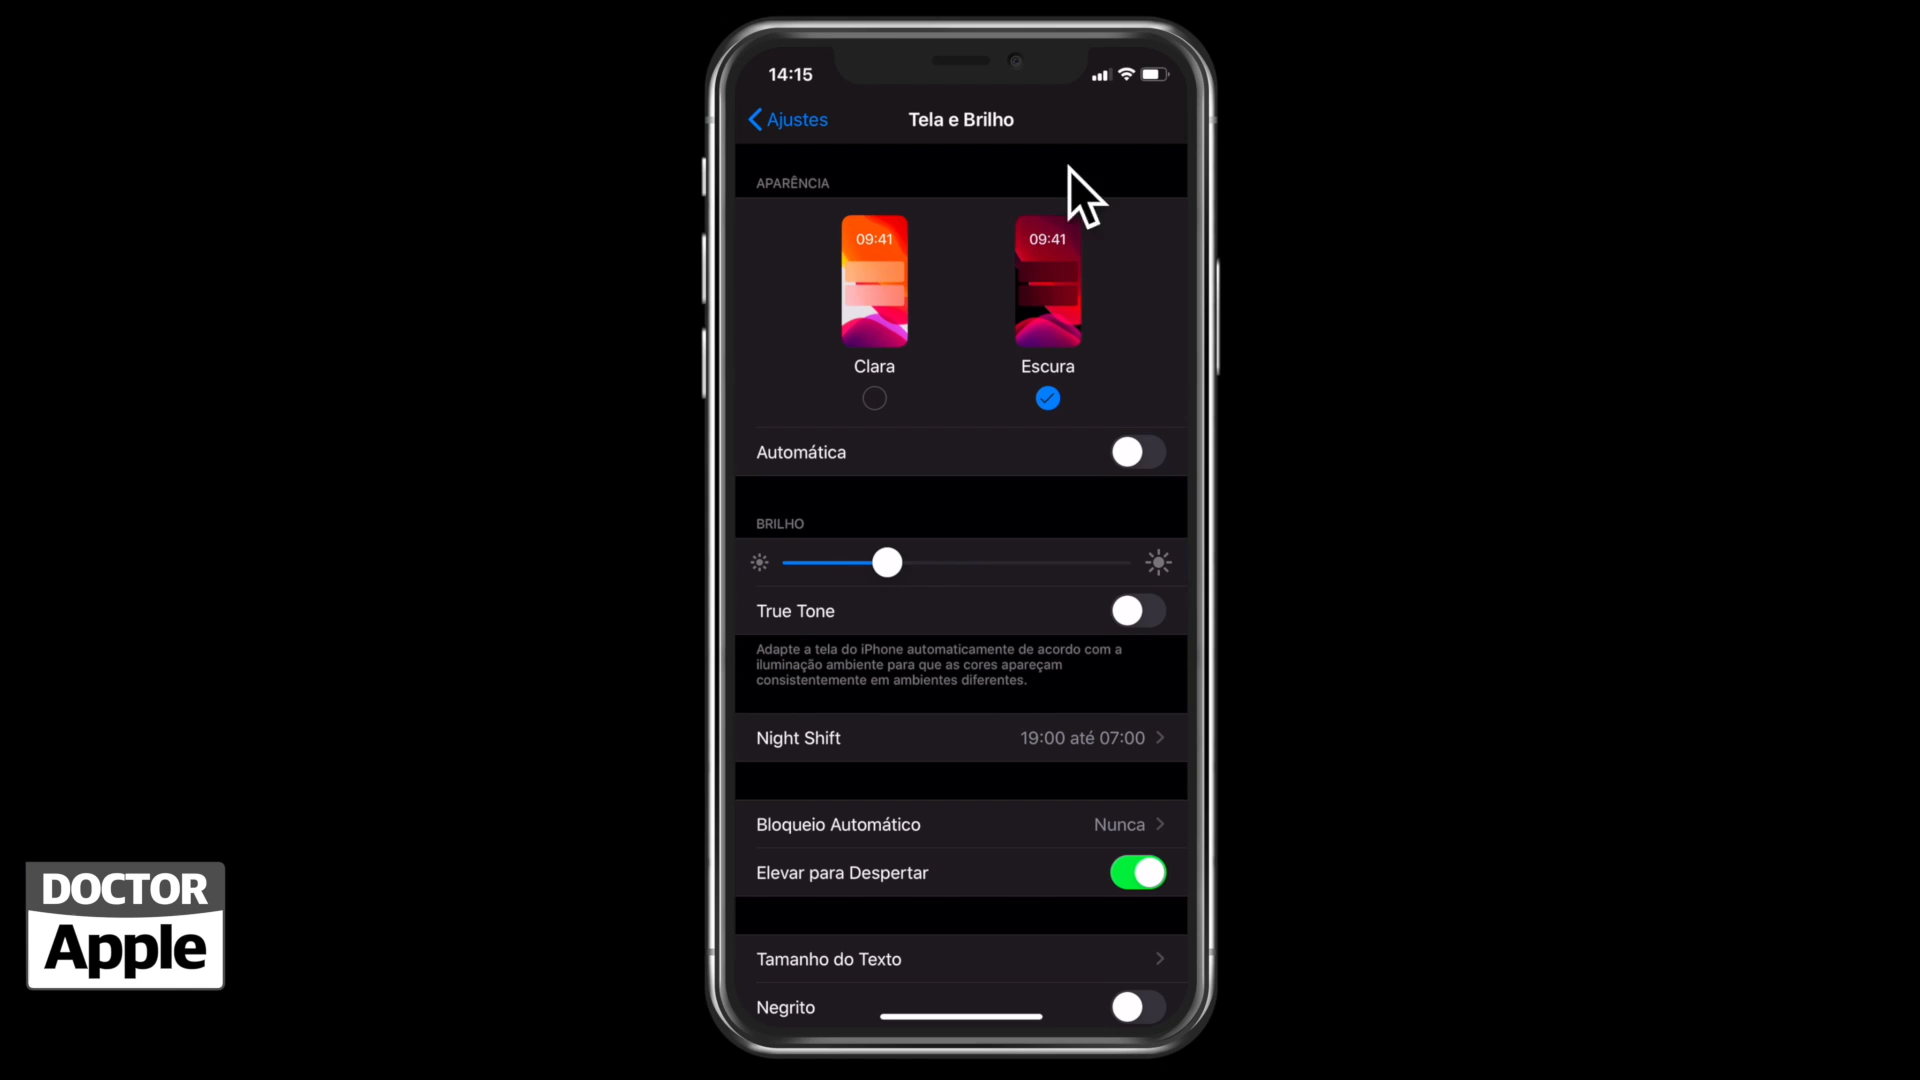 14:15
Ajustes
Tela e Brilho
APARÊNCIA
09:41
09:41
Clara
Escura
Automática
BRILHO
True Tone
Adapte a tela do iPhone automaticamente de acordo com a
iluminação ambiente para que as cores apareçam
consistentemente em ambientes diferentes.
Night Shift
19:00 até 07:00
Bloqueio Automático
Nunca
Elevar para Despertar
Tamanho do Texto
Negrito
DOCTOR
Apple